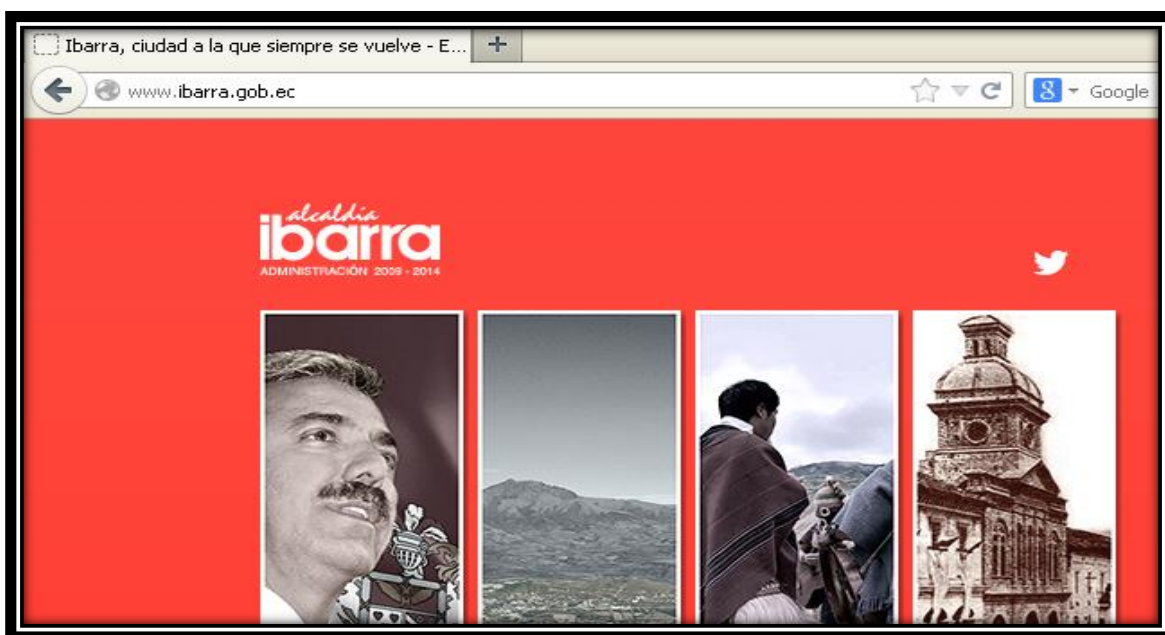 Ibarra, ciudad a la que siempre se vuelve - E...
www.ibarra.gob.ec
Google
alcaldía
ibarra
ADMINISTRACIÓN 2009 - 2014